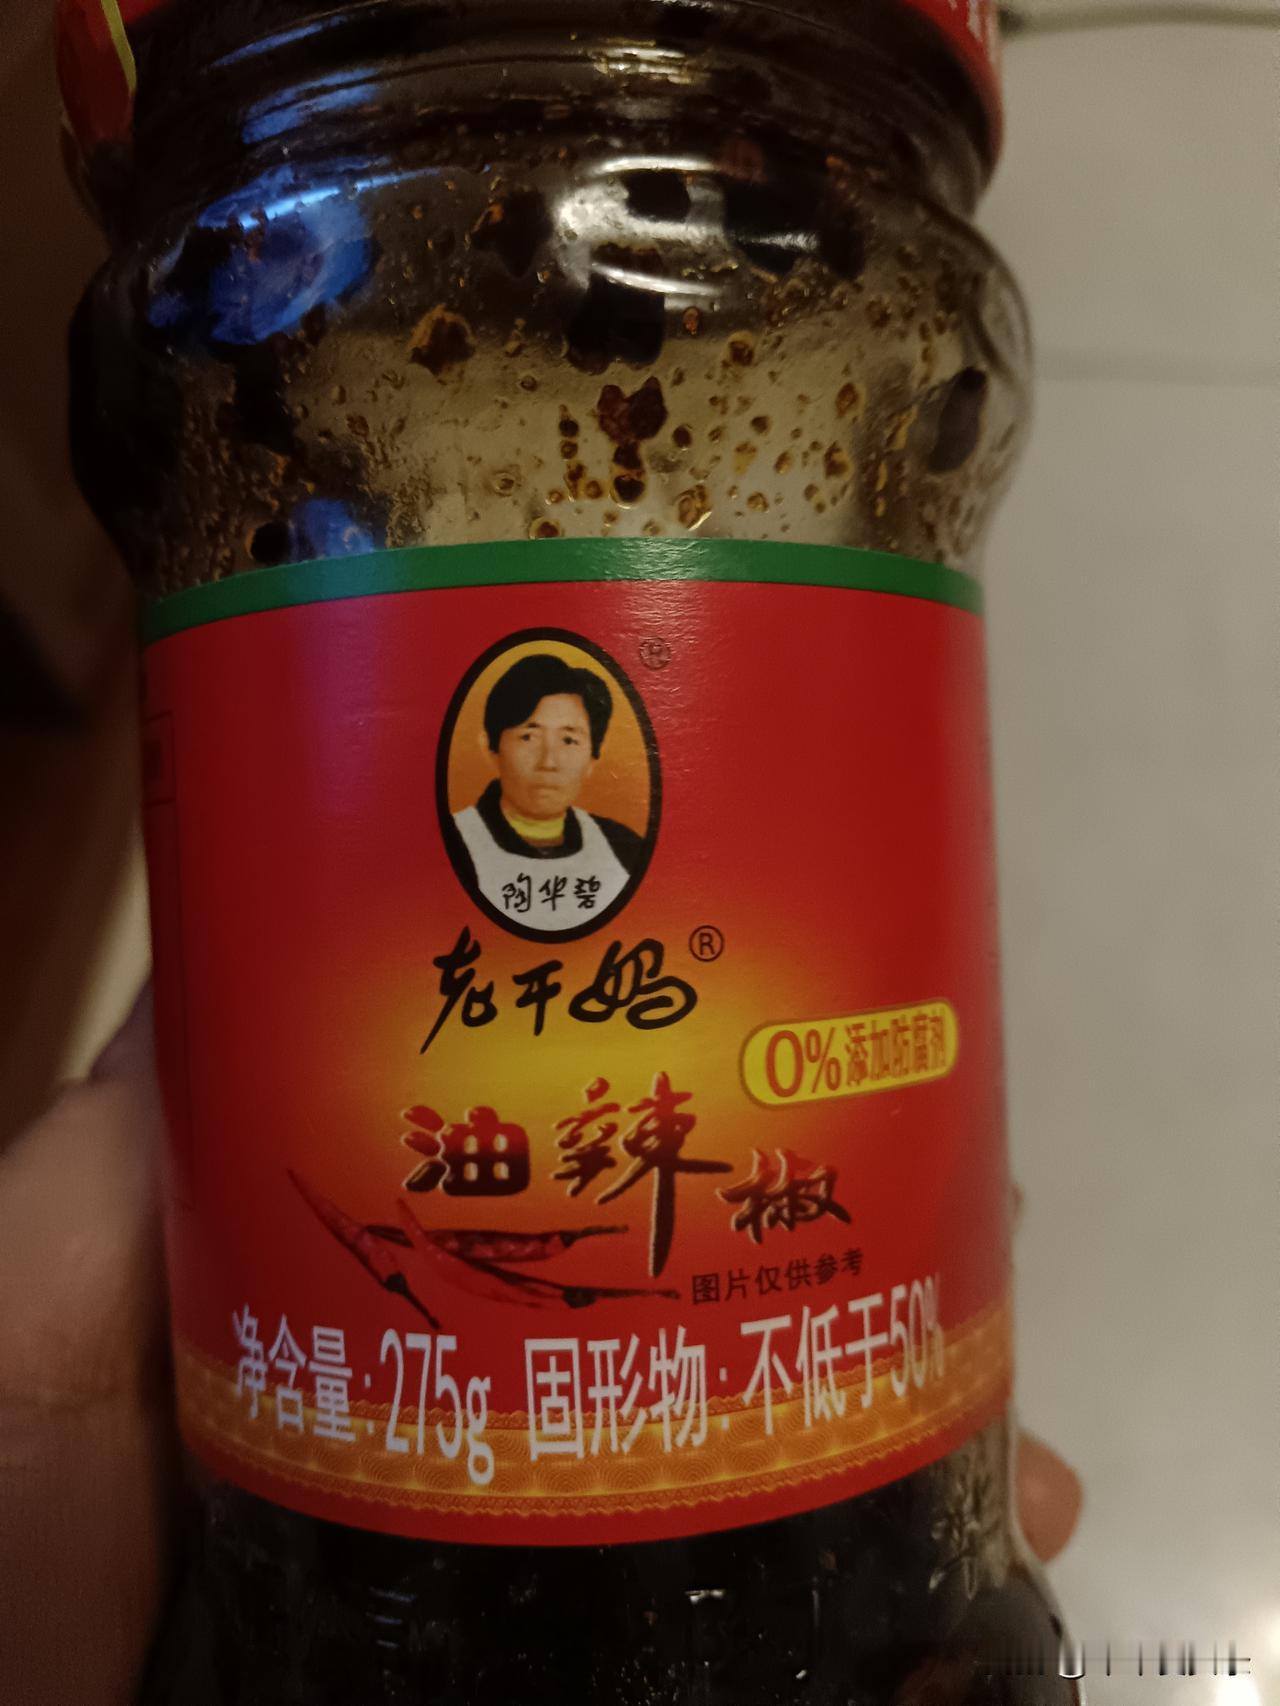 ®
陶华碧
老干妈®
0%添加防腐剂
油辣椒
图片仅供参考
净含量:275g 固形物:不低于50%